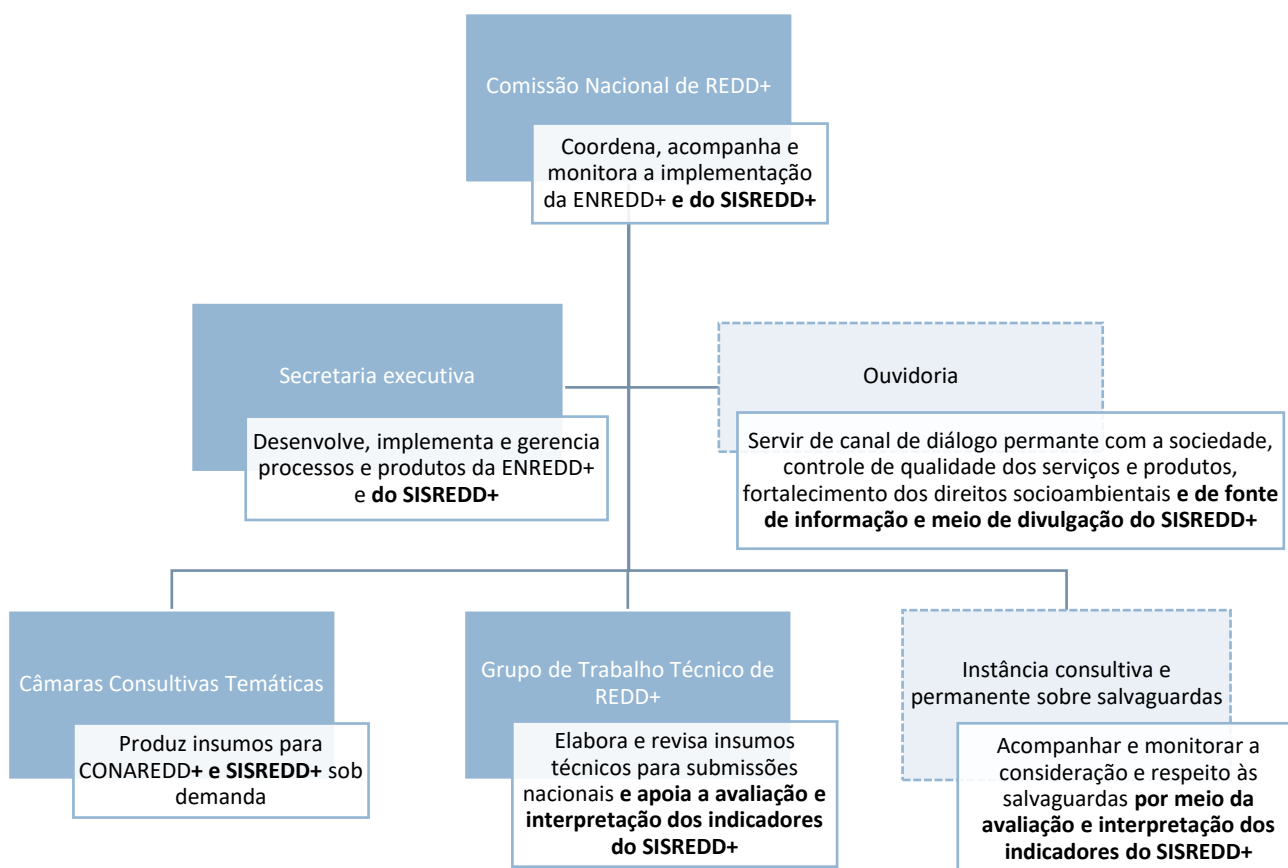 Comissão Nacional de REDD+
Coordena, acompanha e
monitora a implementação
da ENREDD+ e do SISREDD+
Secretaria executiva
Desenvolve, implementa e gerencia
processos e produtos da ENREDD+
e do SISREDD+
Ouvidoria
Servir de canal de diálogo permante com a sociedade,
controle de qualidade dos serviços e produtos,
fortalecimento dos direitos socioambientais e de fonte
de informação e meio de divulgação do SISREDD+
Câmaras Consultivas Temáticas
Produz insumos para
CONAREDD+ e SISREDD+ sob
demanda
Grupo de Trabalho Técnico de
REDD+
Elabora e revisa insumos
técnicos para submissões
nacionais e apoia a avaliação e
interpretação dos indicadores
do SISREDD+
Instância consultiva e
permanente sobre salvaguardas
Acompanhar e monitorar a
consideração e respeito às
salvaguardas por meio da
avaliação e interpretação dos
indicadores do SISREDD+